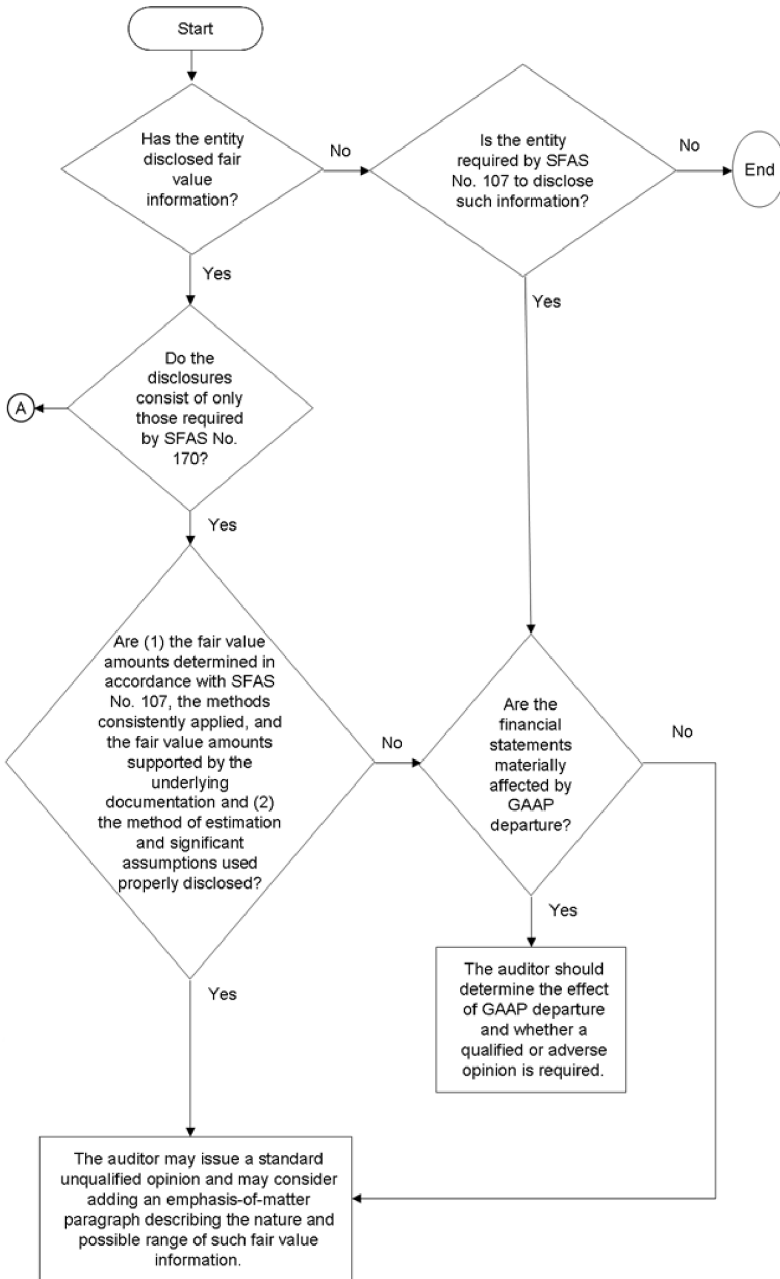 Start
Has the entity
disclosed fair
value
information?
No
Is the entity
required by SFAS
No. 107 to disclose
such information?
No
End
Yes
Yes
Do the
disclosures
consist of only
those required
by SFAS No.
170?
A
Yes
Are (1) the fair value
amounts determined in
accordance with SFAS
No. 107, the methods
consistently applied, and
the fair value amounts
supported by the
underlying
documentation and (2)
the method of estimation
and significant
assumptions used
properly disclosed?
No
Are the
financial
statements
materially
affected by
GAAP
departure?
No
Yes
Yes
The auditor should
determine the effect
of GAAP departure
and whether a
qualified or adverse
opinion is required.
The auditor may issue a standard
unqualified opinion and may consider
adding an emphasis-of-matter
paragraph describing the nature and
possible range of such fair value
information.